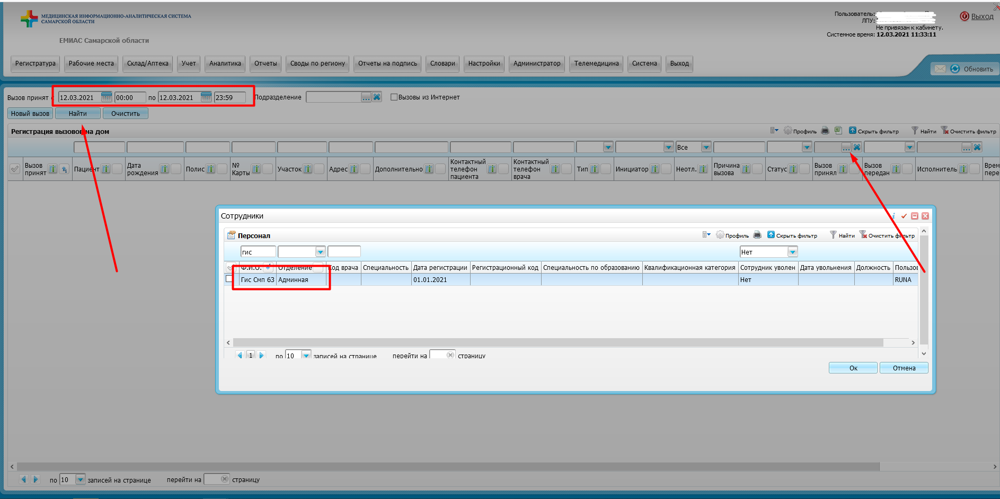 МЕДИЦИНСКАЯ ИНФОРМАЦИОННО-АНАЛИТИЧЕСКАЯ СИСТЕМА
САМАРСКОЙ ОБЛАСТИ
ЕМИАС Самарской области
Пользователь:
ЛПУ:
Не привязан к кабинету.
Системное время: 12.03.2021 11:33:11
Выход
Регистратура Рабочие места Склад/Аптека Учет Аналитика Отчеты Своды по региону Отчеты на подпись Словари Настройки Администратор Телемедицина Система Выход
Обновить
Вызов принят с 12.03.2021 00:00 по 12.03.2021 23:59 Подразделение ... Вызовы из Интернет
Новый вызов Найти Очистить
Регистрация вызовов на дом Профиль Скрыть фильтр Найти Очистить фильтр
Все ... ...
Вызов принят Пациент Дата рождения Полис № Карты Участок Адрес Дополнительно Контактный телефон пациента Контактный телефон врача Тип Инициатор Неотл. Причина вызова Статус Вызов принял Вызов передан Исполнитель Врем пере
Сотрудники
Персонал Профиль Скрыть фильтр Найти Очистить фильтр
гис Нет
Ф.И.О. Отделение Код врача Специальность Дата регистрации Регистрационный код Специальность по образованию Квалификационная категория Сотрудник уволен Дата увольнения Должность Пользов
Гис Смп 63 Админная 01.01.2021 Нет RUNA
1 по 10 записей на странице перейти на страницу
Ок Отмена
по 10 записей на странице перейти на страницу